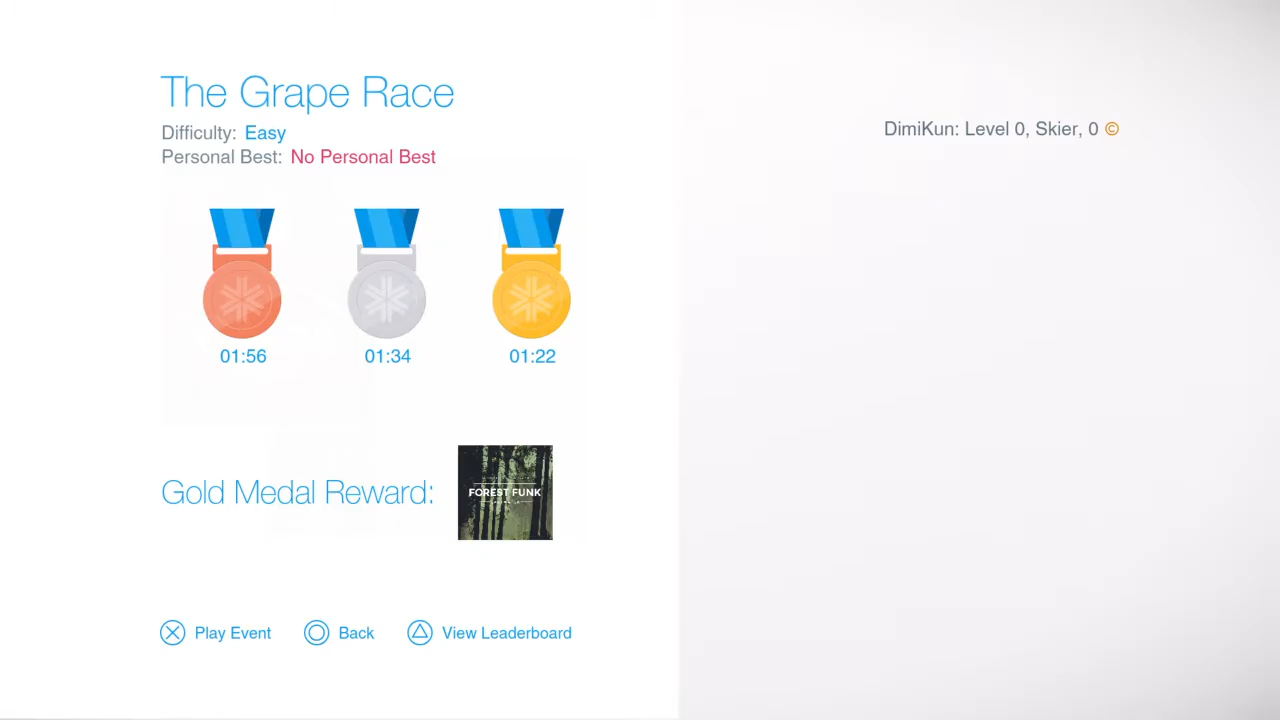 The Grape Race
Difficulty: Easy
Personal Best: No Personal Best
DimiKun: Level 0, Skier, 0 ©
01:56
01:34
01:22
Gold Medal Reward:
FOREST FUNK
Play Event
Back
View Leaderboard